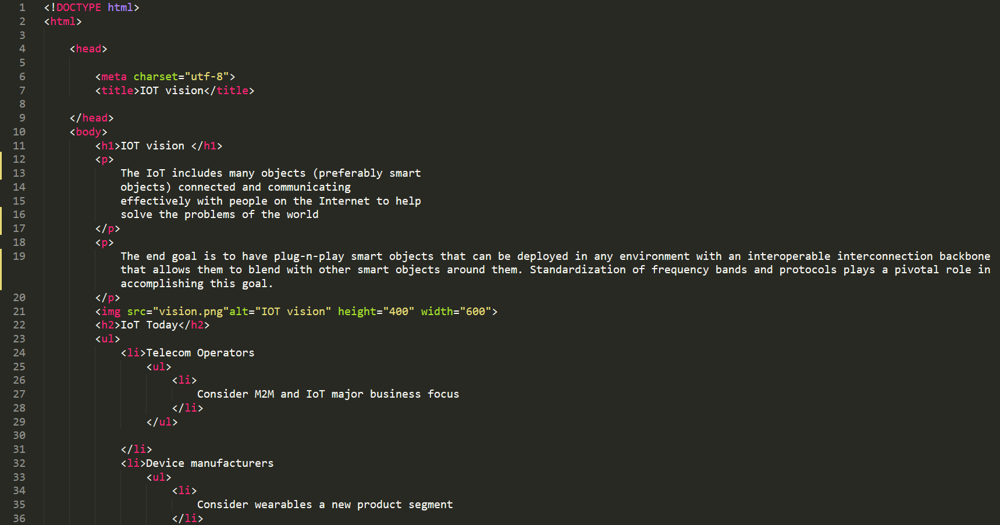 1 <!DOCTYPE html>
2 <html>
3
4 <head>
5
6 <meta charset="utf-8">
7 <title>IOT vision</title>
8
9 </head>
10 <body>
11 <h1>IOT vision </h1>
12 <p>
13 The IoT includes many objects (preferably smart
14 objects) connected and communicating
15 effectively with people on the Internet to help
16 solve the problems of the world
17 </p>
18 <p>
19 The end goal is to have plug-n-play smart objects that can be deployed in any environment with an interoperable interconnection backbone
that allows them to blend with other smart objects around them. Standardization of frequency bands and protocols plays a pivotal role in
accomplishing this goal.
20 </p>
21 <img src="vision.png"alt="IOT vision" height="400" width="600">
22 <h2>IoT Today</h2>
23 <ul>
24 <li>Telecom Operators
25 <ul>
26 <li>
27 Consider M2M and IoT major business focus
28 </li>
29 </ul>
30
31 </li>
32 <li>Device manufacturers
33 <ul>
34 <li>
35 Consider wearables a new product segment
36 </li>